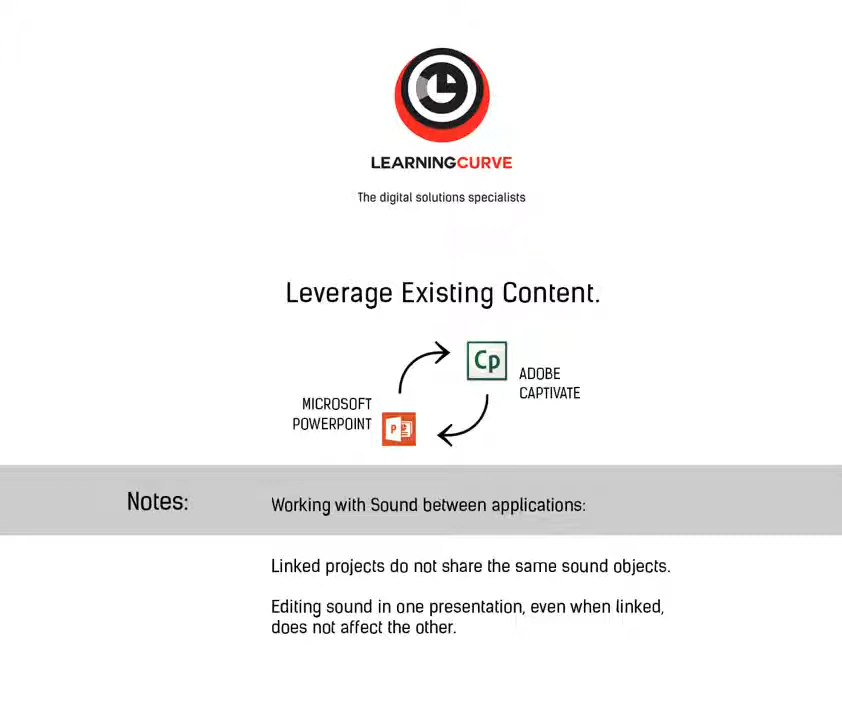 LEARNINGCURVE
The digital solutions specialists
Leverage Existing Content.
Cp
ADOBE
CAPTIVATE
MICROSOFT
POWERPOINT
P
Notes:
Working with Sound between applications:
Linked projects do not share the same sound objects.
Editing sound in one presentation, even when linked,
does not affect the other.